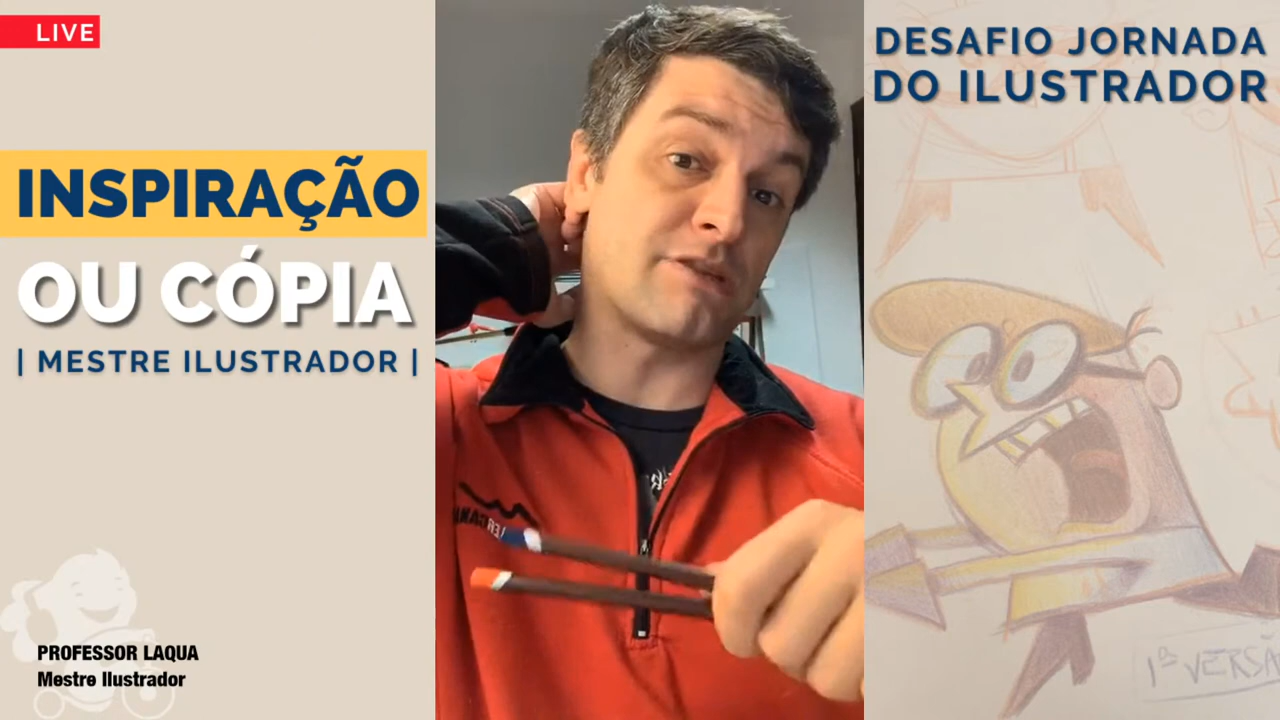 LIVE
INSPIRAÇÃO
OU CÓPIA
| MESTRE ILUSTRADOR |
PROFESSOR LAQUA
Mestre Ilustrador
DESAFIO JORNADA
DO ILUSTRADOR